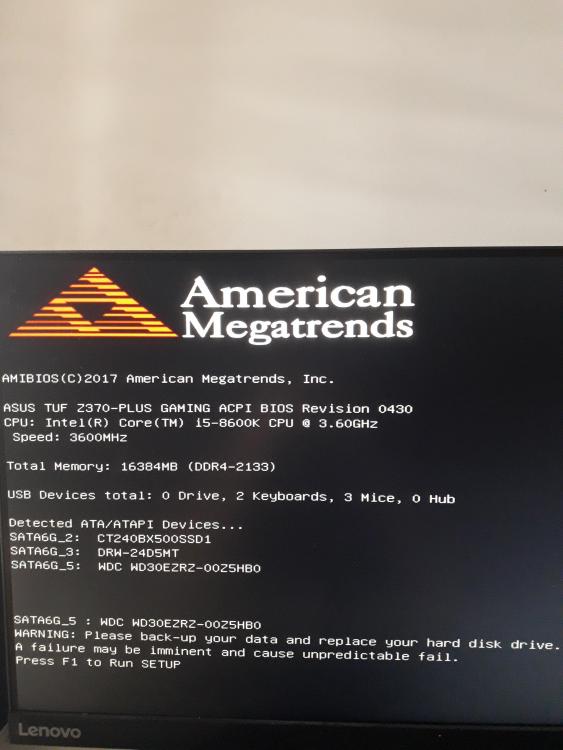 American
Megatrends
AMIBIOS(C)2017 American Megatrends, Inc.
ASUS TUF Z370-PLUS GAMING ACPI BIOS Revision 0430
CPU: Intel(R) Core(TM) i5-8600K CPU @ 3.60GHz
Speed: 3600MHz
Total Memory: 16384MB (DDR4-2133)
USB Devices total: 0 Drive, 2 Keyboards, 3 Mice, 0 Hub
Detected ATA/ATAPI Devices...
SATA6G_2: CT240BX500SSD1
SATA6G_3: DRW-24D5MT
SATA6G_5: WDC WD30EZRZ-00Z5HB0
SATA6G_5 : WDC WD30EZRZ-00Z5HB0
WARNING: Please back-up your data and replace your hard disk drive.
A failure may be imminent and cause unpredictable fail.
Press F1 to Run SETUP
Lenovo